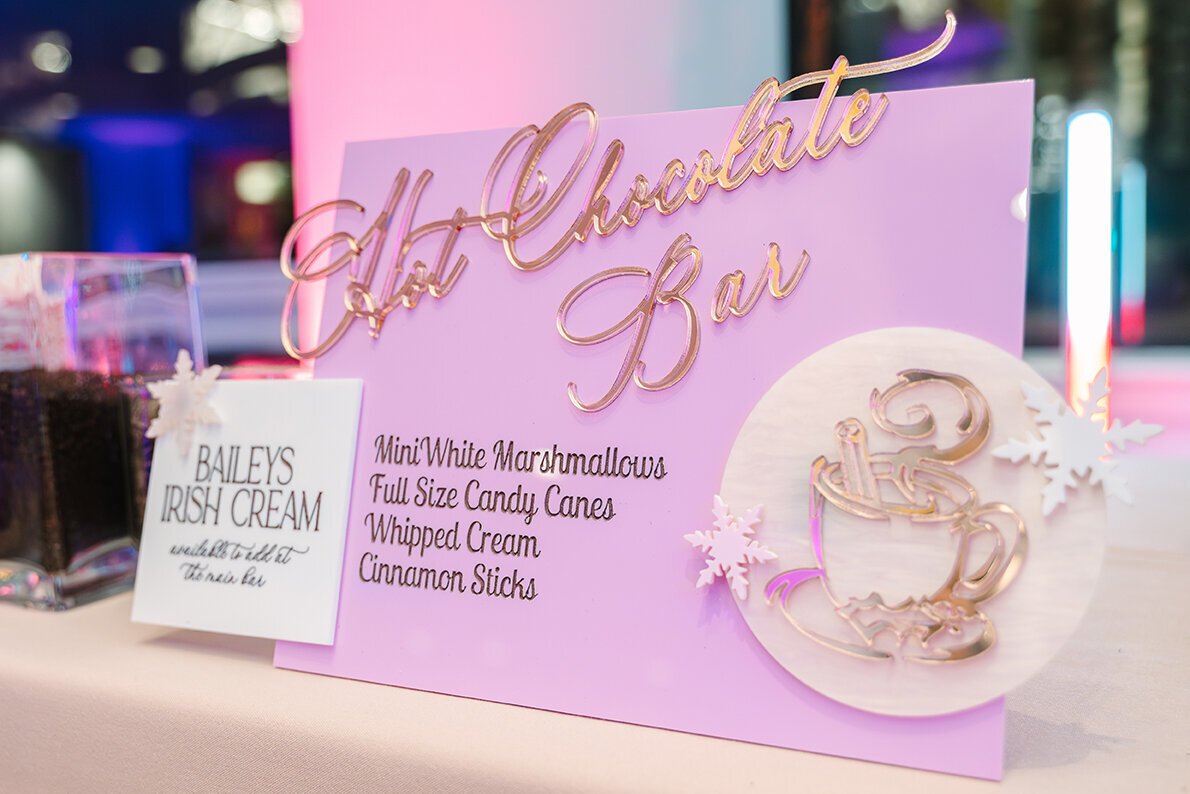 Hot Chocolate
Bar
Mini White Marshmallows
Full Size Candy Canes
Whipped Cream
Cinnamon Sticks
BAILEYS
IRISH CREAM
available to add at
the main bar